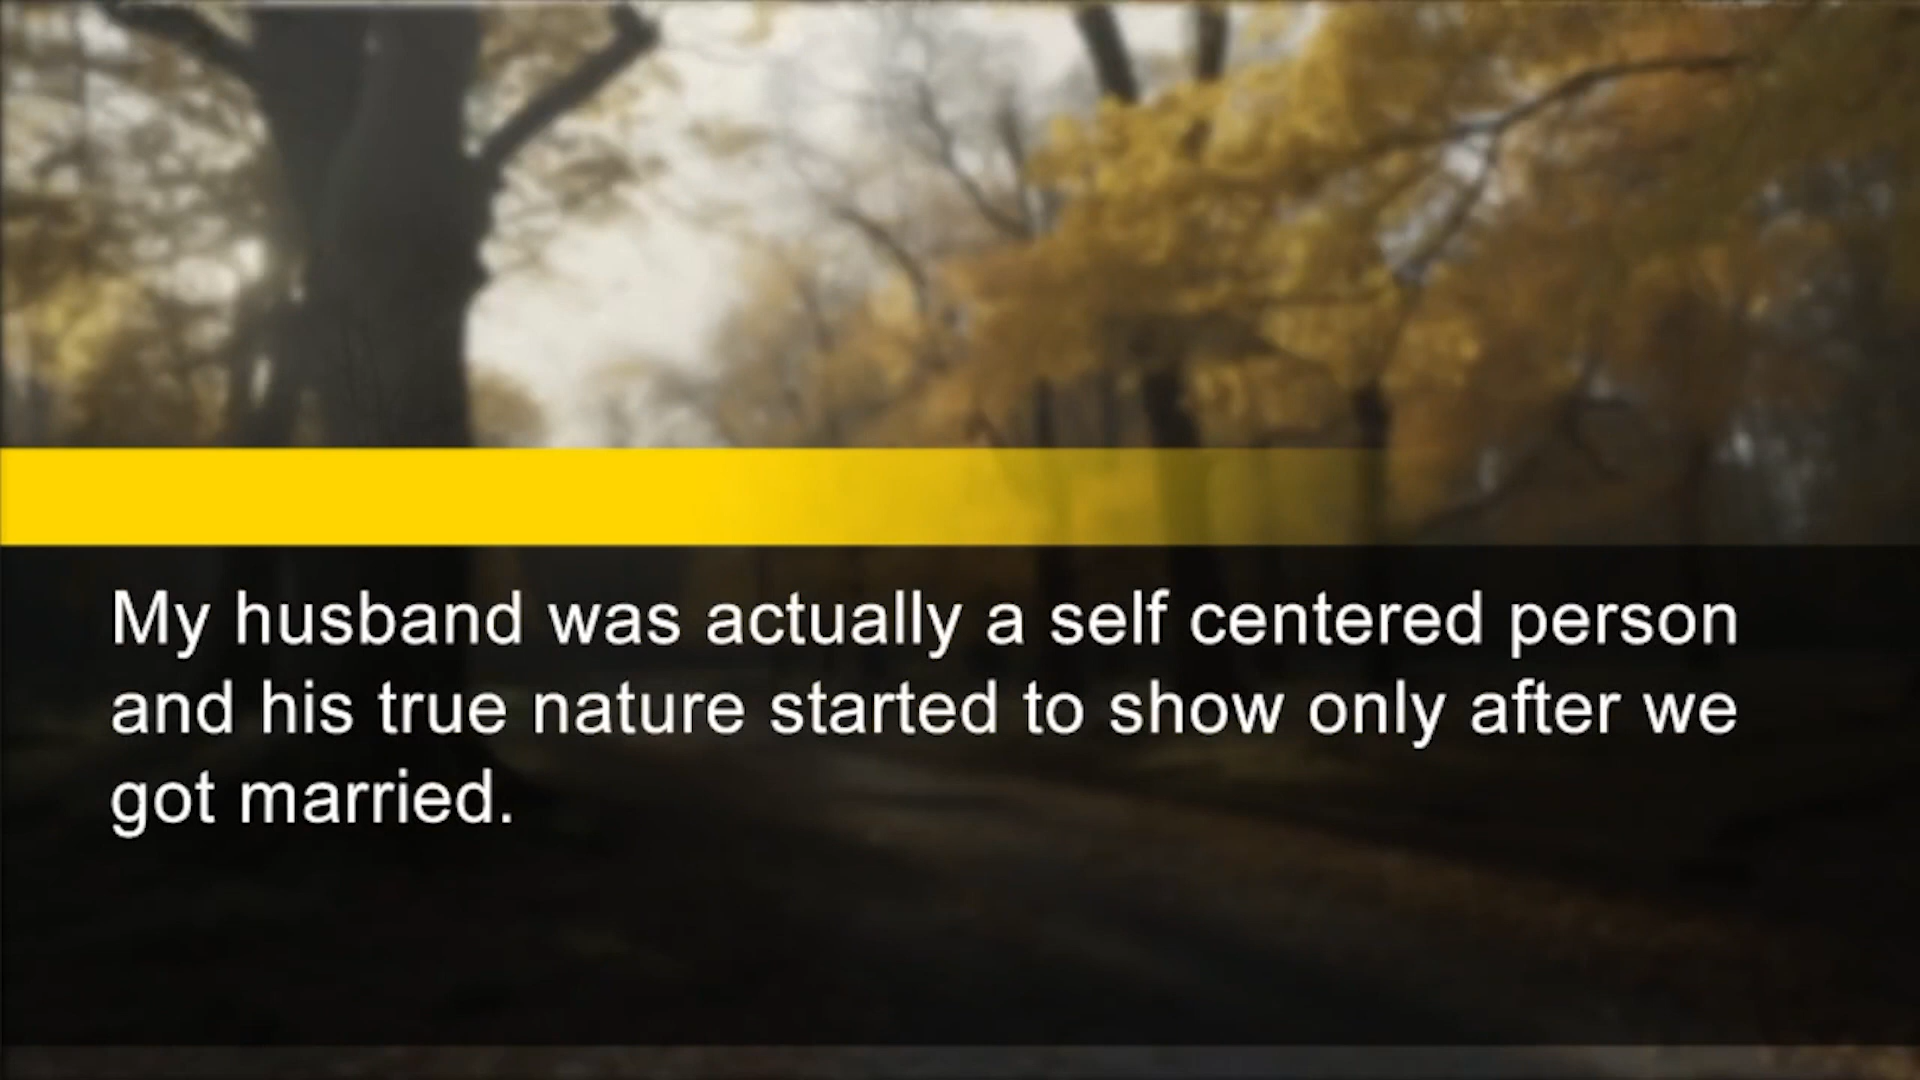 My husband was actually a self centered person
and his true nature started to show only after we
got married.